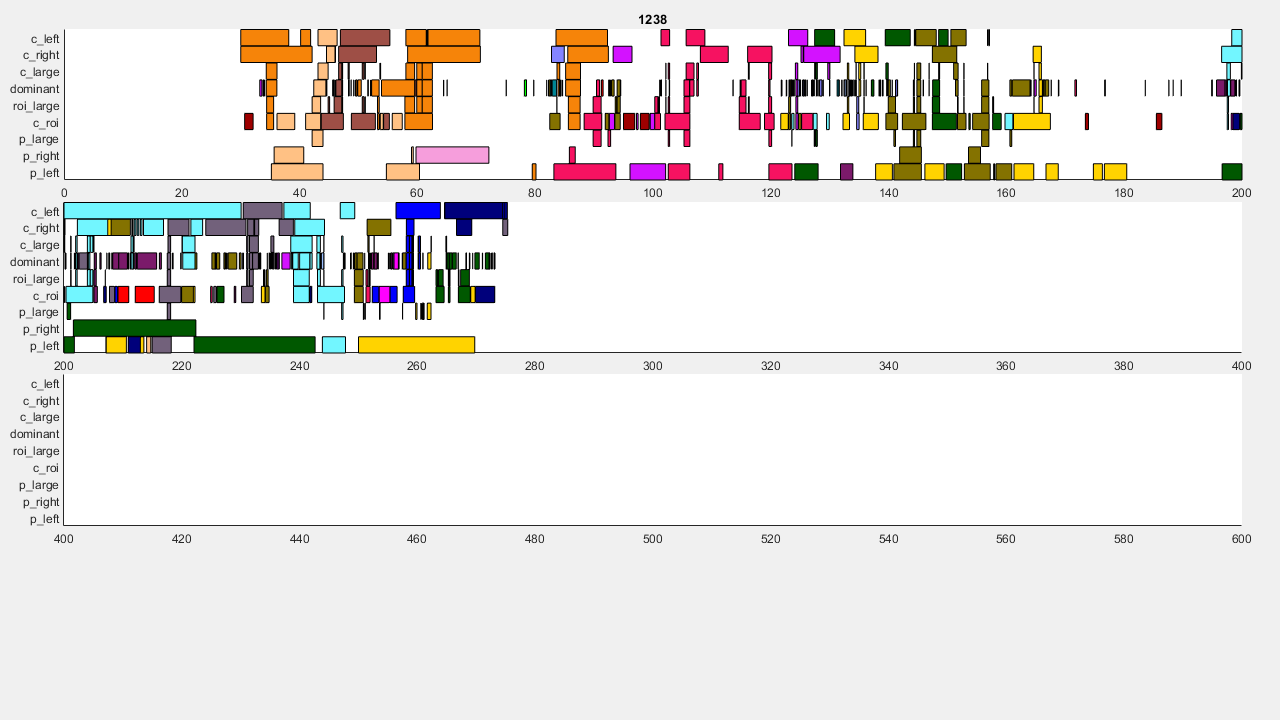 1238
c_left
c_right
c_large
dominant
roi_large
c_roi
p_large
p_right
p_left
0 20 40 60 80 100 120 140 160 180 200
c_left
c_right
c_large
dominant
roi_large
c_roi
p_large
p_right
p_left
200 220 240 260 280 300 320 340 360 380 400
c_left
c_right
c_large
dominant
roi_large
c_roi
p_large
p_right
p_left
400 420 440 460 480 500 520 540 560 580 600